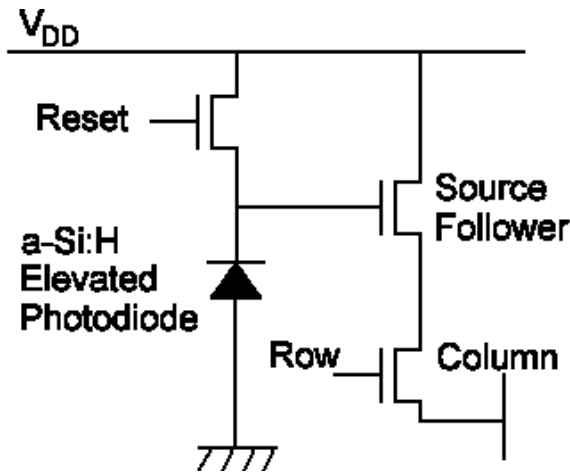 VDD
Reset
Source
Follower
a-Si:H
Elevated
Photodiode
Row
Column